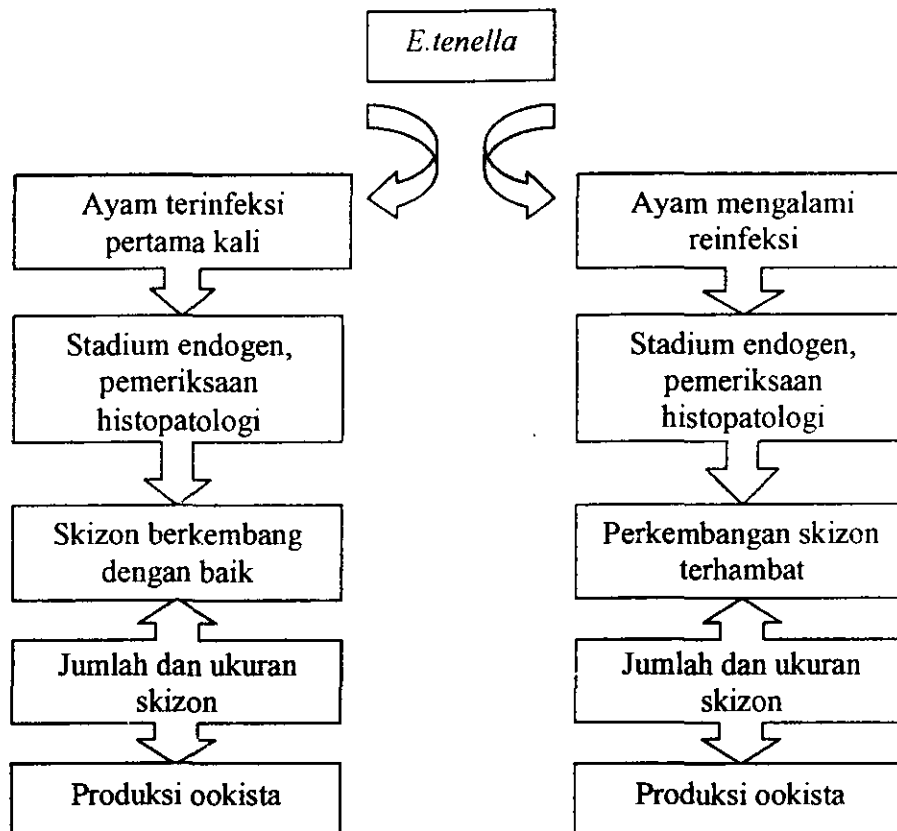 E.tenella
Ayam terinfeksi
pertama kali
Stadium endogen,
pemeriksaan
histopatologi
Skizon berkembang
dengan baik
Jumlah dan ukuran
skizon
Produksi ookista
Ayam mengalami
reinfeksi
Stadium endogen,
pemeriksaan
histopatologi
Perkembangan skizon
terhambat
Jumlah dan ukuran
skizon
Produksi ookista